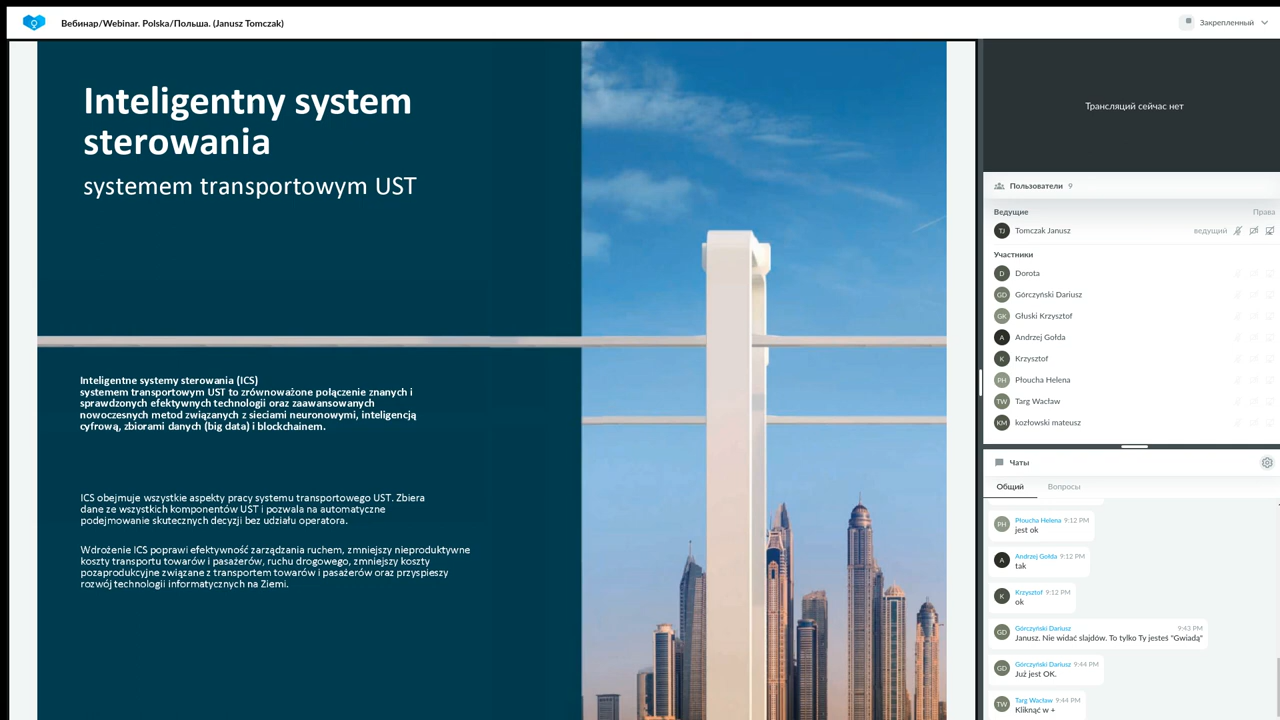 Вебинар/Webinar. Polska/Польша. (Janusz Tomczak)
Закрепленный
Inteligentny system
sterowania
systemem transportowym UST
Inteligentne systemy sterowania (ICS)
systemem transportowym UST to zrównoważone połączenie znanych i
sprawdzonych efektywnych technologii oraz zaawansowanych
nowoczesnych metod związanych z sieciami neuronowymi, inteligencją
cyfrową, zbiorami danych (big data) i blockchainem.
ICS obejmuje wszystkie aspekty pracy systemu transportowego UST. Zbiera
dane ze wszystkich komponentów UST i pozwala na automatyczne
podejmowanie skutecznych decyzji bez udziału operatora.
Wdrożenie ICS poprawi efektywność zarządzania ruchem, zmniejszy nieproduktywne
koszty transportu towarów i pasażerów, ruchu drogowego, zmniejszy koszty
pozaprodukcyjne związane z transportem towarów i pasażerów oraz przyspieszy
rozwój technologii informatycznych na Ziemi.
Трансляций сейчас нет
Пользователи 9
Ведущие Права
TJ Tomczak Janusz ведущий
Участники
D Dorota
GD Górczyński Dariusz
GK Głuski Krzysztof
A Andrzej Gołda
K Krzysztof
PH Płoucha Helena
TW Targ Wacław
KM kozłowski mateusz
Чаты
Общий Вопросы
PH Płoucha Helena 9:12 PM
jest ok
A Andrzej Gołda 9:12 PM
tak
K Krzysztof 9:12 PM
ok
GD Górczyński Dariusz 9:43 PM
Janusz. Nie widać slajdów. To tylko Ty jesteś "Gwiadą"
GD Górczyński Dariusz 9:44 PM
Już jest OK.
TW Targ Wacław 9:44 PM
Kliknąć w +